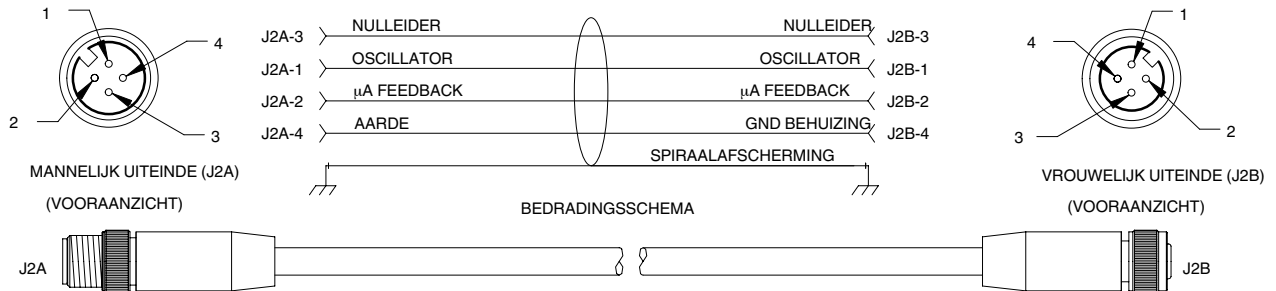 1
4
2
3
MANNELIJK UITEINDE (J2A)
(VOORAANZICHT)
J2A-3 NULLEIDER NULLEIDER J2B-3
J2A-1 OSCILLATOR OSCILLATOR J2B-1
J2A-2 µA FEEDBACK µA FEEDBACK J2B-2
J2A-4 AARDE GND BEHUIZING J2B-4
SPIRAALAFSCHERMING
BEDRADINGSSCHEMA
1
4
3
2
VROUWELIJK UITEINDE (J2B)
(VOORAANZICHT)
J2A
J2B